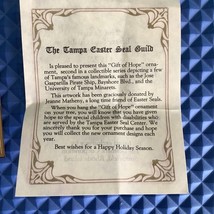 The Tampa Easter Seal Guild
Is pleased to present this "Gift of Hope" orna-
ment, second in a collectible series depicting a few
of Tampa's famous landmarks, such as the Jose
Gasparilla Pirate Ship, Bayshore Blvd., and the
University of Tampa Minarets.
This artwork has been graciously donated by
Jeanne Matheny, a long time friend of Easter Seals.
When you hang the "Gift of Hope" ornament
on your tree, you will know that you have given
hope to the special children with disabilities who
are served by the Tampa Easter Seal Center. We
sincerely thank you for your purchase and hope
you will collect the new ornament designs each
year.
Best wishes for a Happy Holiday Season.